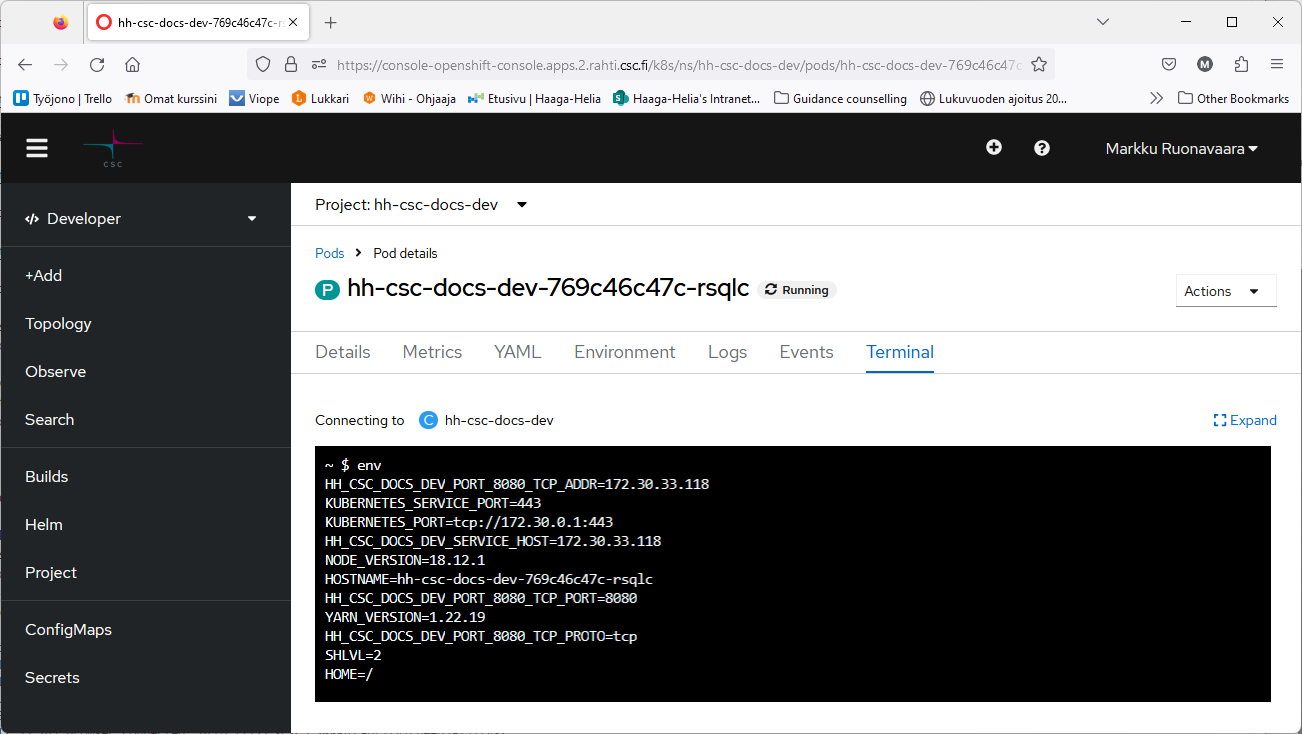 hh-csc-docs-dev-769c46c47c-rs
https://console-openshift-console.apps.2.rahti.csc.fi/k8s/ns/hh-csc-docs-dev/pods/hh-csc-docs-dev-769c46c47c
M
Työjono | Trello
Omat kurssini
Viope
Lukkari
Wihi - Ohjaaja
Etusivu | Haaga-Helia
Haaga-Helia's Intranet...
Guidance counselling
Lukuvuoden ajoitus 20...
Other Bookmarks
CSC
Markku Ruonavaara
Developer
+Add
Topology
Observe
Search
Builds
Helm
Project
ConfigMaps
Secrets
Project: hh-csc-docs-dev
Pods > Pod details
P hh-csc-docs-dev-769c46c47c-rsqlc Running
Actions
Details Metrics YAML Environment Logs Events Terminal
Connecting to C hh-csc-docs-dev
Expand
~ $ env
HH_CSC_DOCS_DEV_PORT_8080_TCP_ADDR=172.30.33.118
KUBERNETES_SERVICE_PORT=443
KUBERNETES_PORT=tcp://172.30.0.1:443
HH_CSC_DOCS_DEV_SERVICE_HOST=172.30.33.118
NODE_VERSION=18.12.1
HOSTNAME=hh-csc-docs-dev-769c46c47c-rsqlc
HH_CSC_DOCS_DEV_PORT_8080_TCP_PORT=8080
YARN_VERSION=1.22.19
HH_CSC_DOCS_DEV_PORT_8080_TCP_PROTO=tcp
SHLVL=2
HOME=/